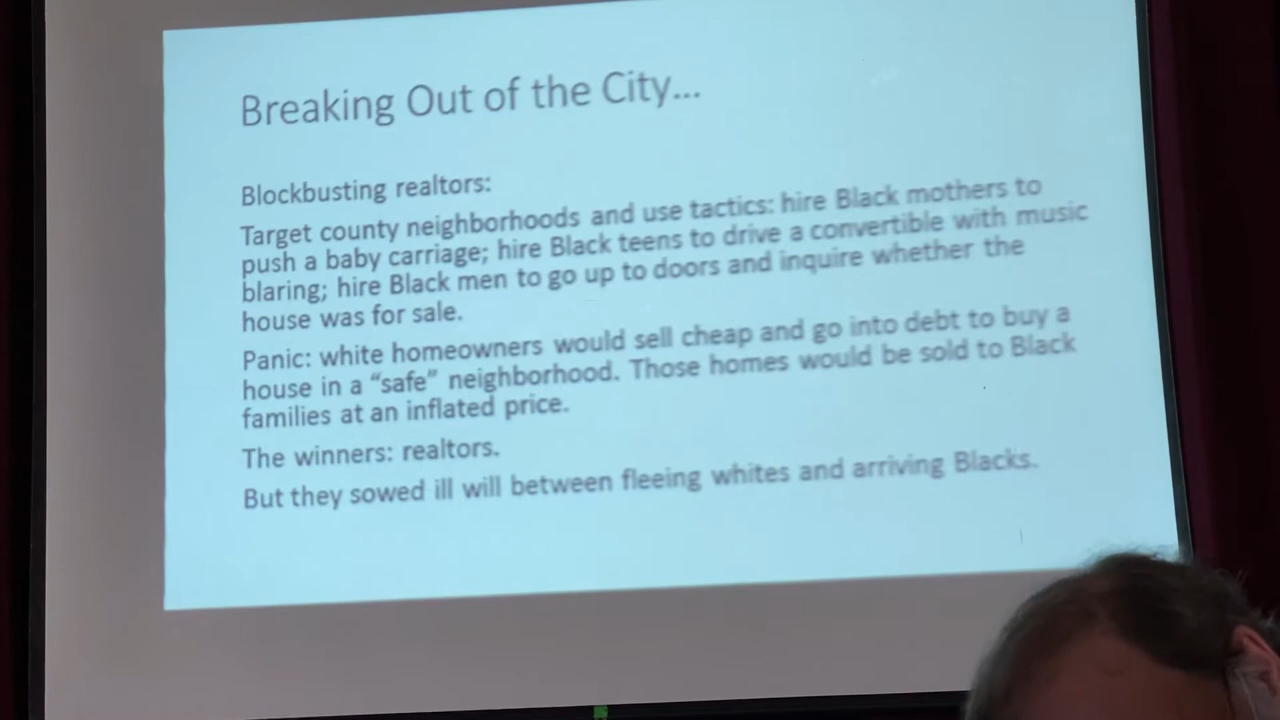 Breaking Out of the City...
Blockbusting realtors:
Target county neighborhoods and use tactics: hire Black mothers to
push a baby carriage; hire Black teens to drive a convertible with music
blaring; hire Black men to go up to doors and inquire whether the
house was for sale.
Panic: white homeowners would sell cheap and go into debt to buy a
house in a “safe” neighborhood. Those homes would be sold to Black
families at an inflated price.
The winners: realtors.
But they sowed ill will between fleeing whites and arriving Blacks.